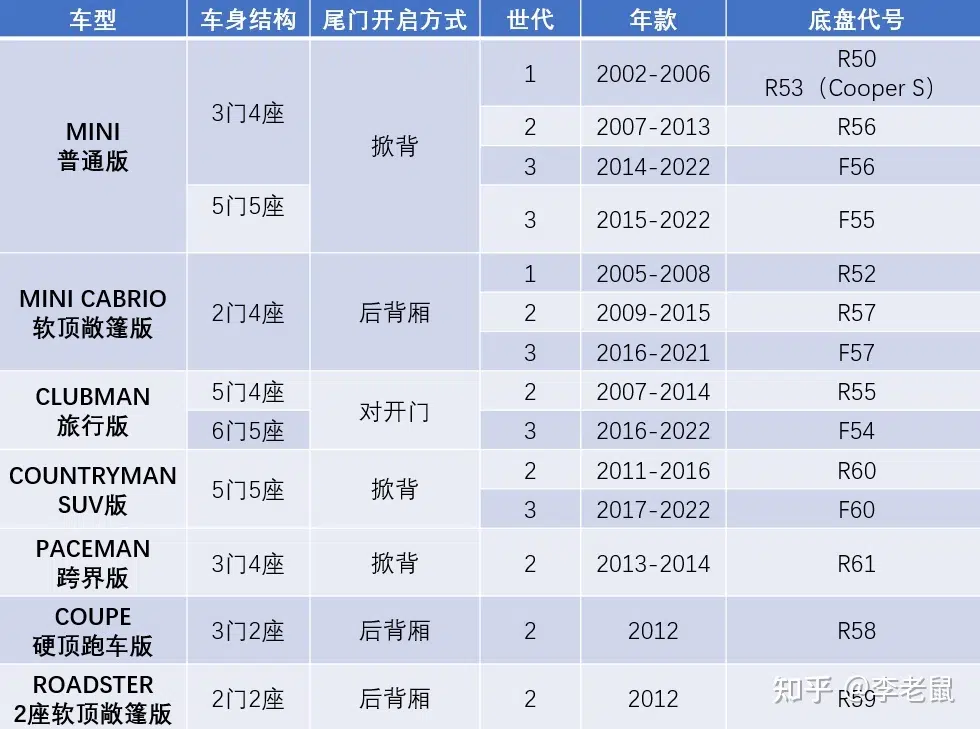 车型 车身结构 尾门开启方式 世代 年款 底盘代号
MINI
普通版
3门4座
掀背
1 2002-2006 R50
R53（Cooper S）
2 2007-2013 R56
3 2014-2022 F56
5门5座
3 2015-2022 F55
MINI CABRIO
软顶敞篷版
2门4座
后背厢
1 2005-2008 R52
2 2009-2015 R57
3 2016-2021 F57
CLUBMAN
旅行版
5门4座
对开门
2 2007-2014 R55
6门5座
3 2016-2022 F54
COUNTRYMAN
SUV版
5门5座
掀背
2 2011-2016 R60
3 2017-2022 F60
PACEMAN
跨界版
3门4座 掀背 2 2013-2014 R61
COUPE
硬顶跑车版
3门2座 后背厢 2 2012 R58
ROADSTER
2座软顶敞篷版
2门2座 后背厢 2 2012 R59
知乎 @李老鼠